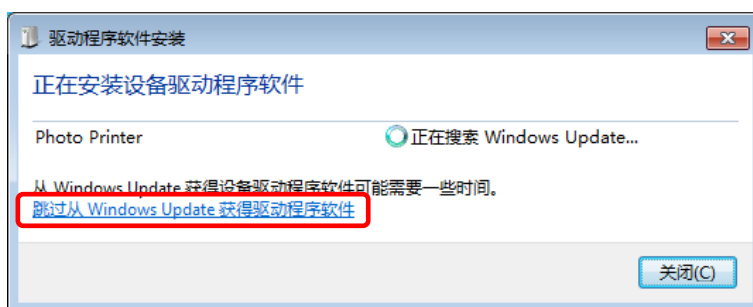 驱动程序软件安装
正在安装设备驱动程序软件
Photo Printer 正在搜索 Windows Update...
从 Windows Update 获得设备驱动程序软件可能需要一些时间。
跳过从 Windows Update 获得驱动程序软件
关闭(C)